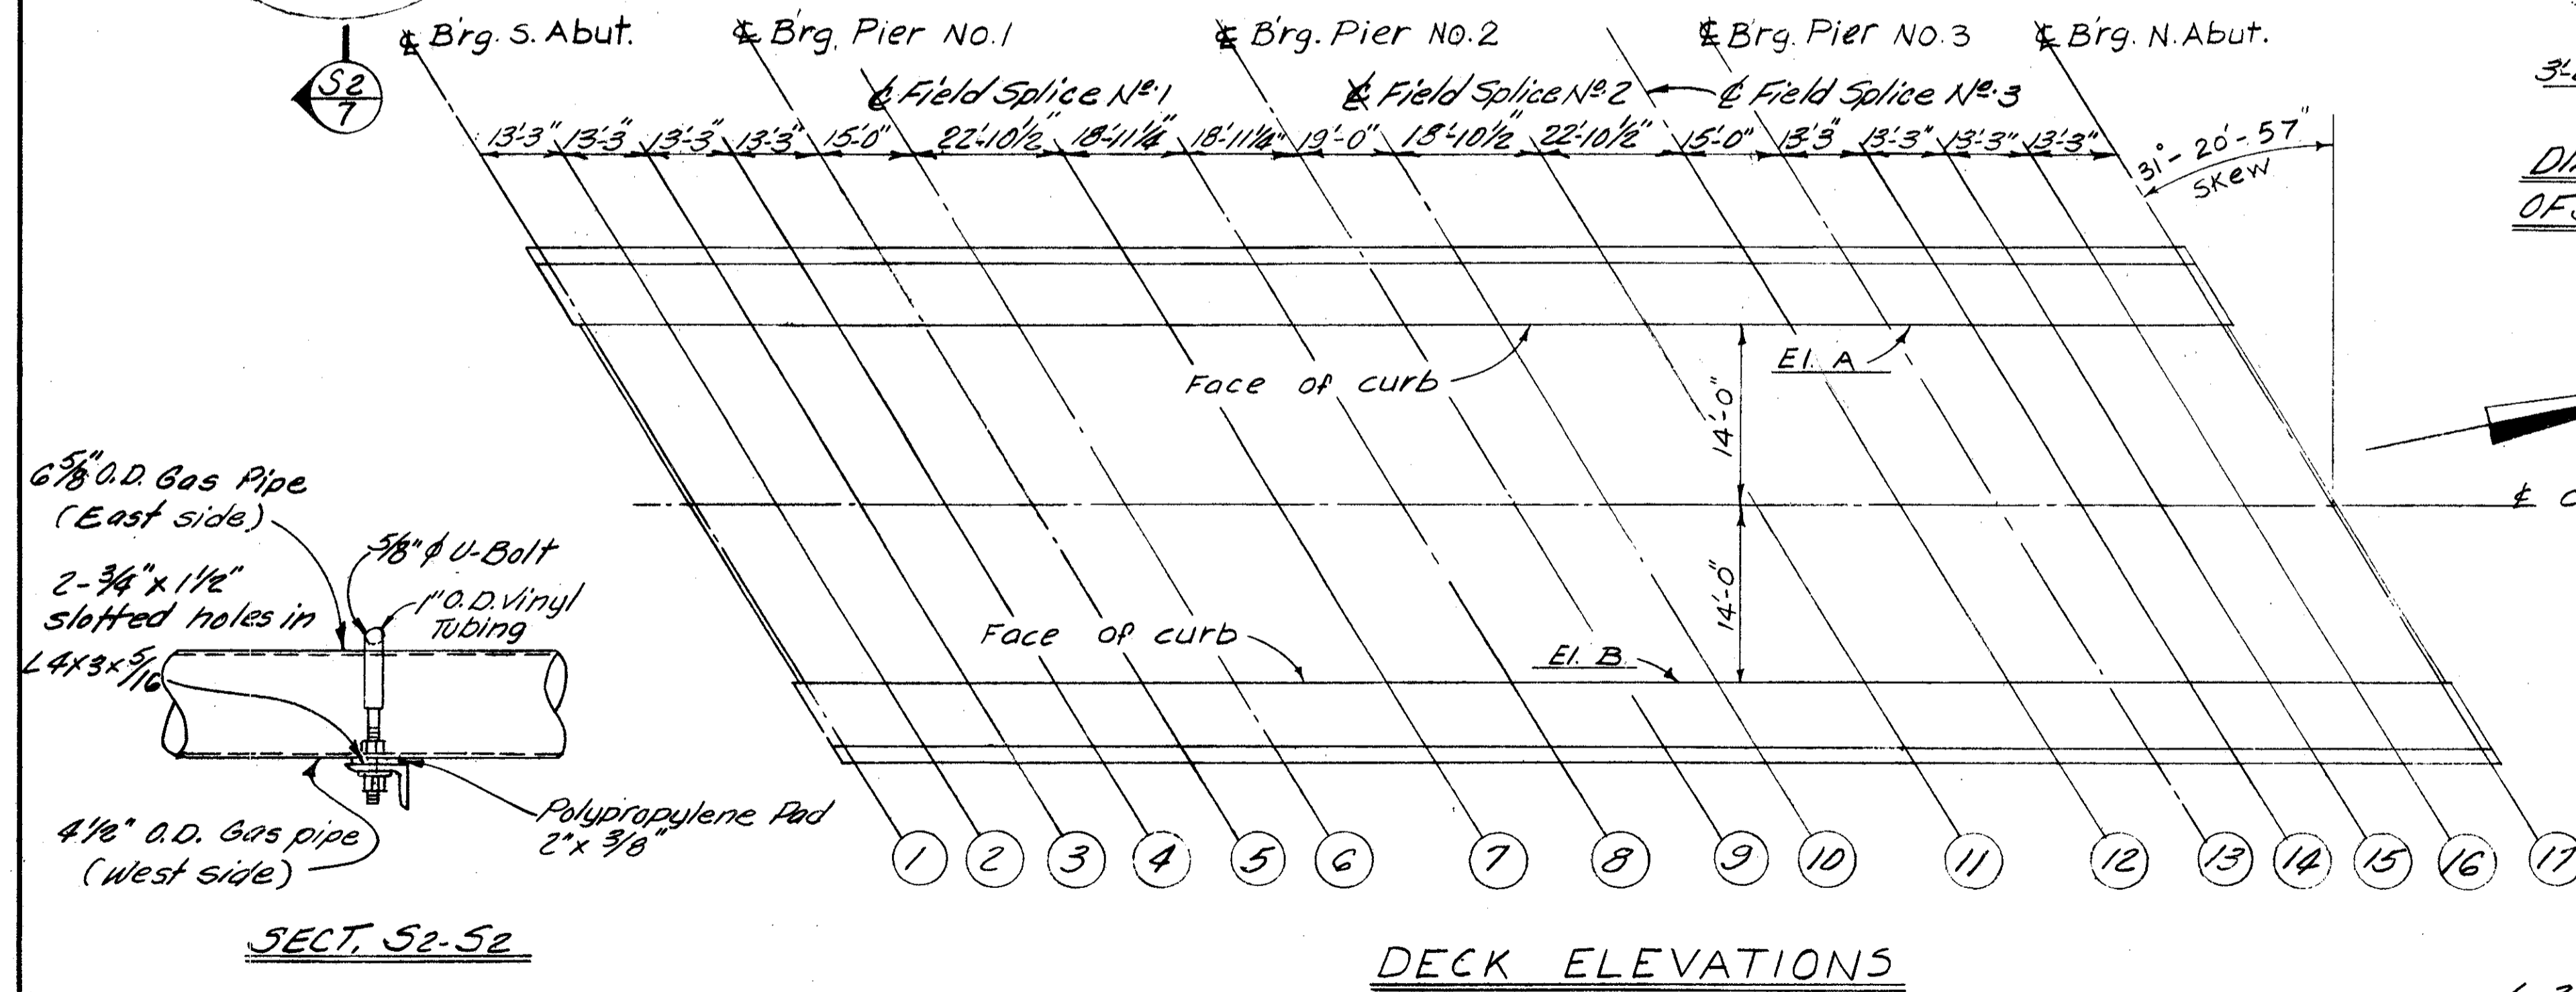 ℄ Br'g. S. Abut.
℄ Br'g. Pier NO.1
℄ Br'g. Pier NO.2
℄ Br'g. Pier NO.3
℄ Br'g. N. Abut.
S2
7
℄ Field Splice Nº.1
℄ Field Splice Nº.2
℄ Field Splice Nº.3
13'-3" 13'-3" 13'-3" 13'-3" 15'-0" 22'-10½" 18'-11¼" 18'-11¼" 19'-0" 18'-10½" 22'-10½" 15'-0" 13'-3" 13'-3" 13'-3" 13'-3"
31°-20'-57"
Skew
Face of curb
El. A
14'-0"
14'-0"
Face of curb
El. B
1 2 3 4 5 6 7 8 9 10 11 12 13 14 15 16 17
DECK ELEVATIONS
6⅝" O.D. Gas Pipe
(East side)
⅝" ϕ U-Bolt
2-¾" x 1½"
slotted holes in
L4x3x5/16
1" O.D. Vinyl
Tubing
Polypropylene Pad
2" x ⅜"
4½" O.D. Gas pipe
(West side)
SECT. S2-S2
℄